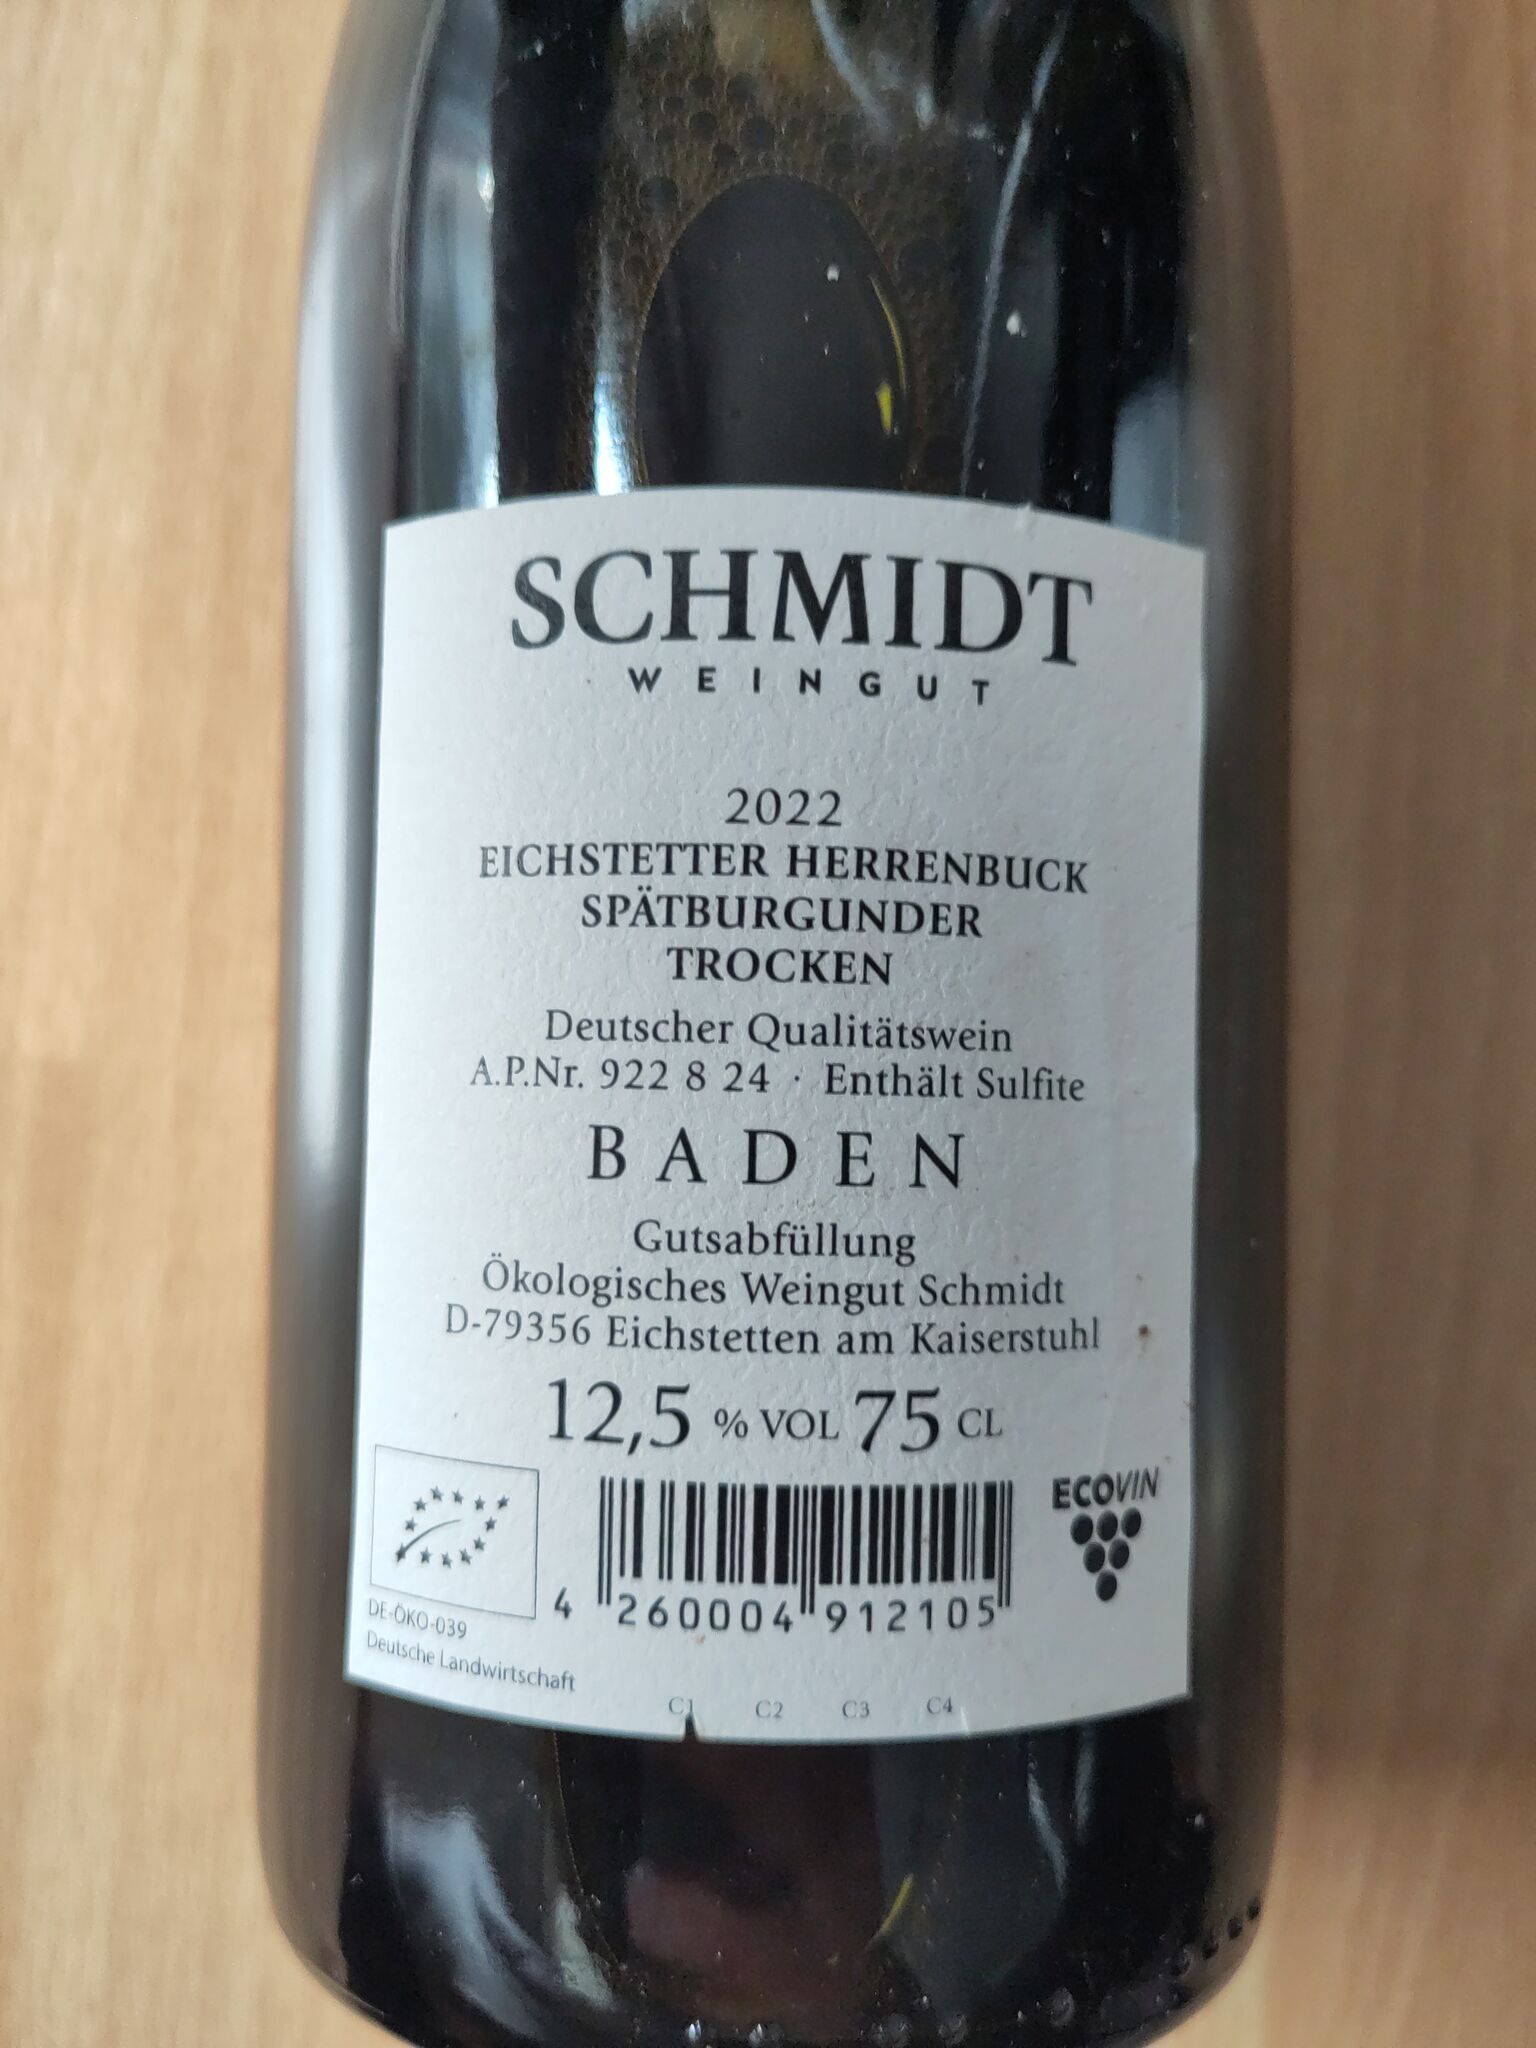 SCHMIDT
WEINGUT
2022
EICHSTETTER HERRENBUCK
SPÄTBURGUNDER
TROCKEN
Deutscher Qualitätswein
A.P.Nr. 922 8 24 · Enthält Sulfite
BADEN
Gutsabfüllung
Ökologisches Weingut Schmidt
D-79356 Eichstetten am Kaiserstuhl
12,5 % VOL 75 CL
ECOVIN
4 260004 912105
DE-ÖKO-039
Deutsche Landwirtschaft
C1 C2 C3 C4